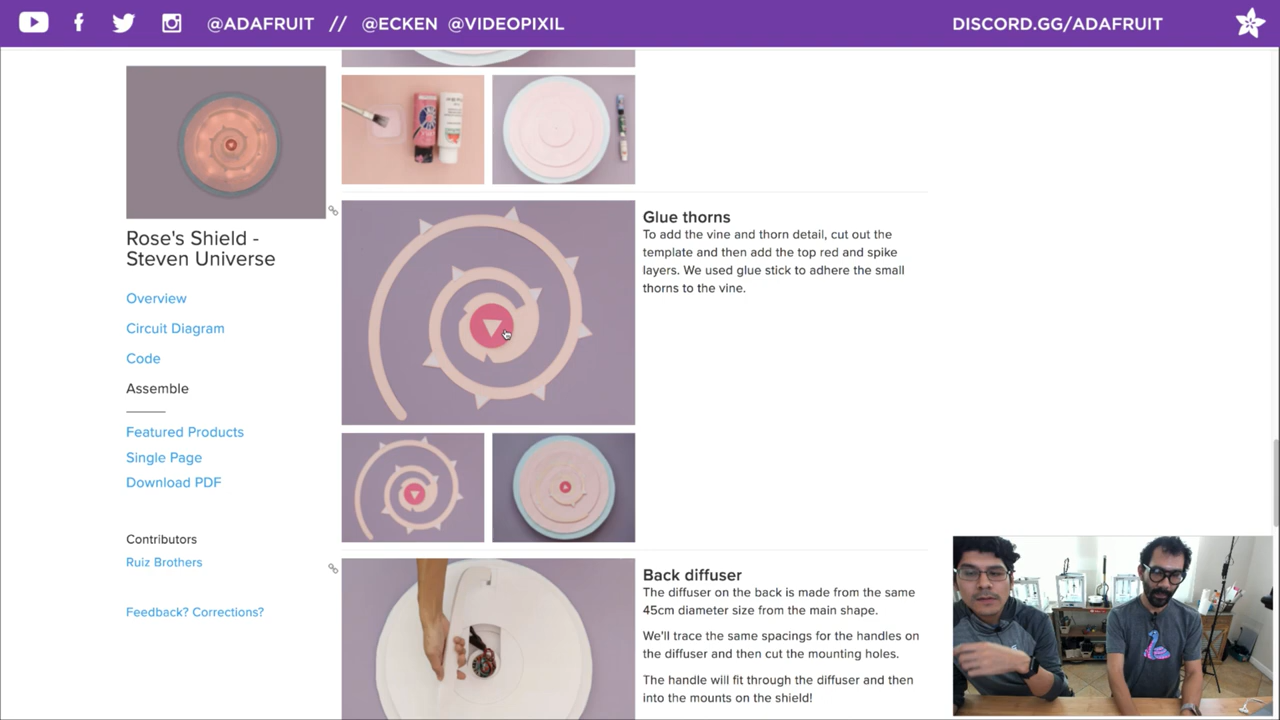 @ADAFRUIT // @ECKEN @VIDEOPIXIL
DISCORD.GG/ADAFRUIT
Rose's Shield -
Steven Universe
Overview
Circuit Diagram
Code
Assemble
Featured Products
Single Page
Download PDF
Contributors
Ruiz Brothers
Feedback? Corrections?
Glue thorns
To add the vine and thorn detail, cut out the
template and then add the top red and spike
layers. We used glue stick to adhere the small
thorns to the vine.
Back diffuser
The diffuser on the back is made from the same
45cm diameter size from the main shape.
We'll trace the same spacings for the handles on
the diffuser and then cut the mounting holes.
The handle will fit through the diffuser and then
into the mounts on the shield!